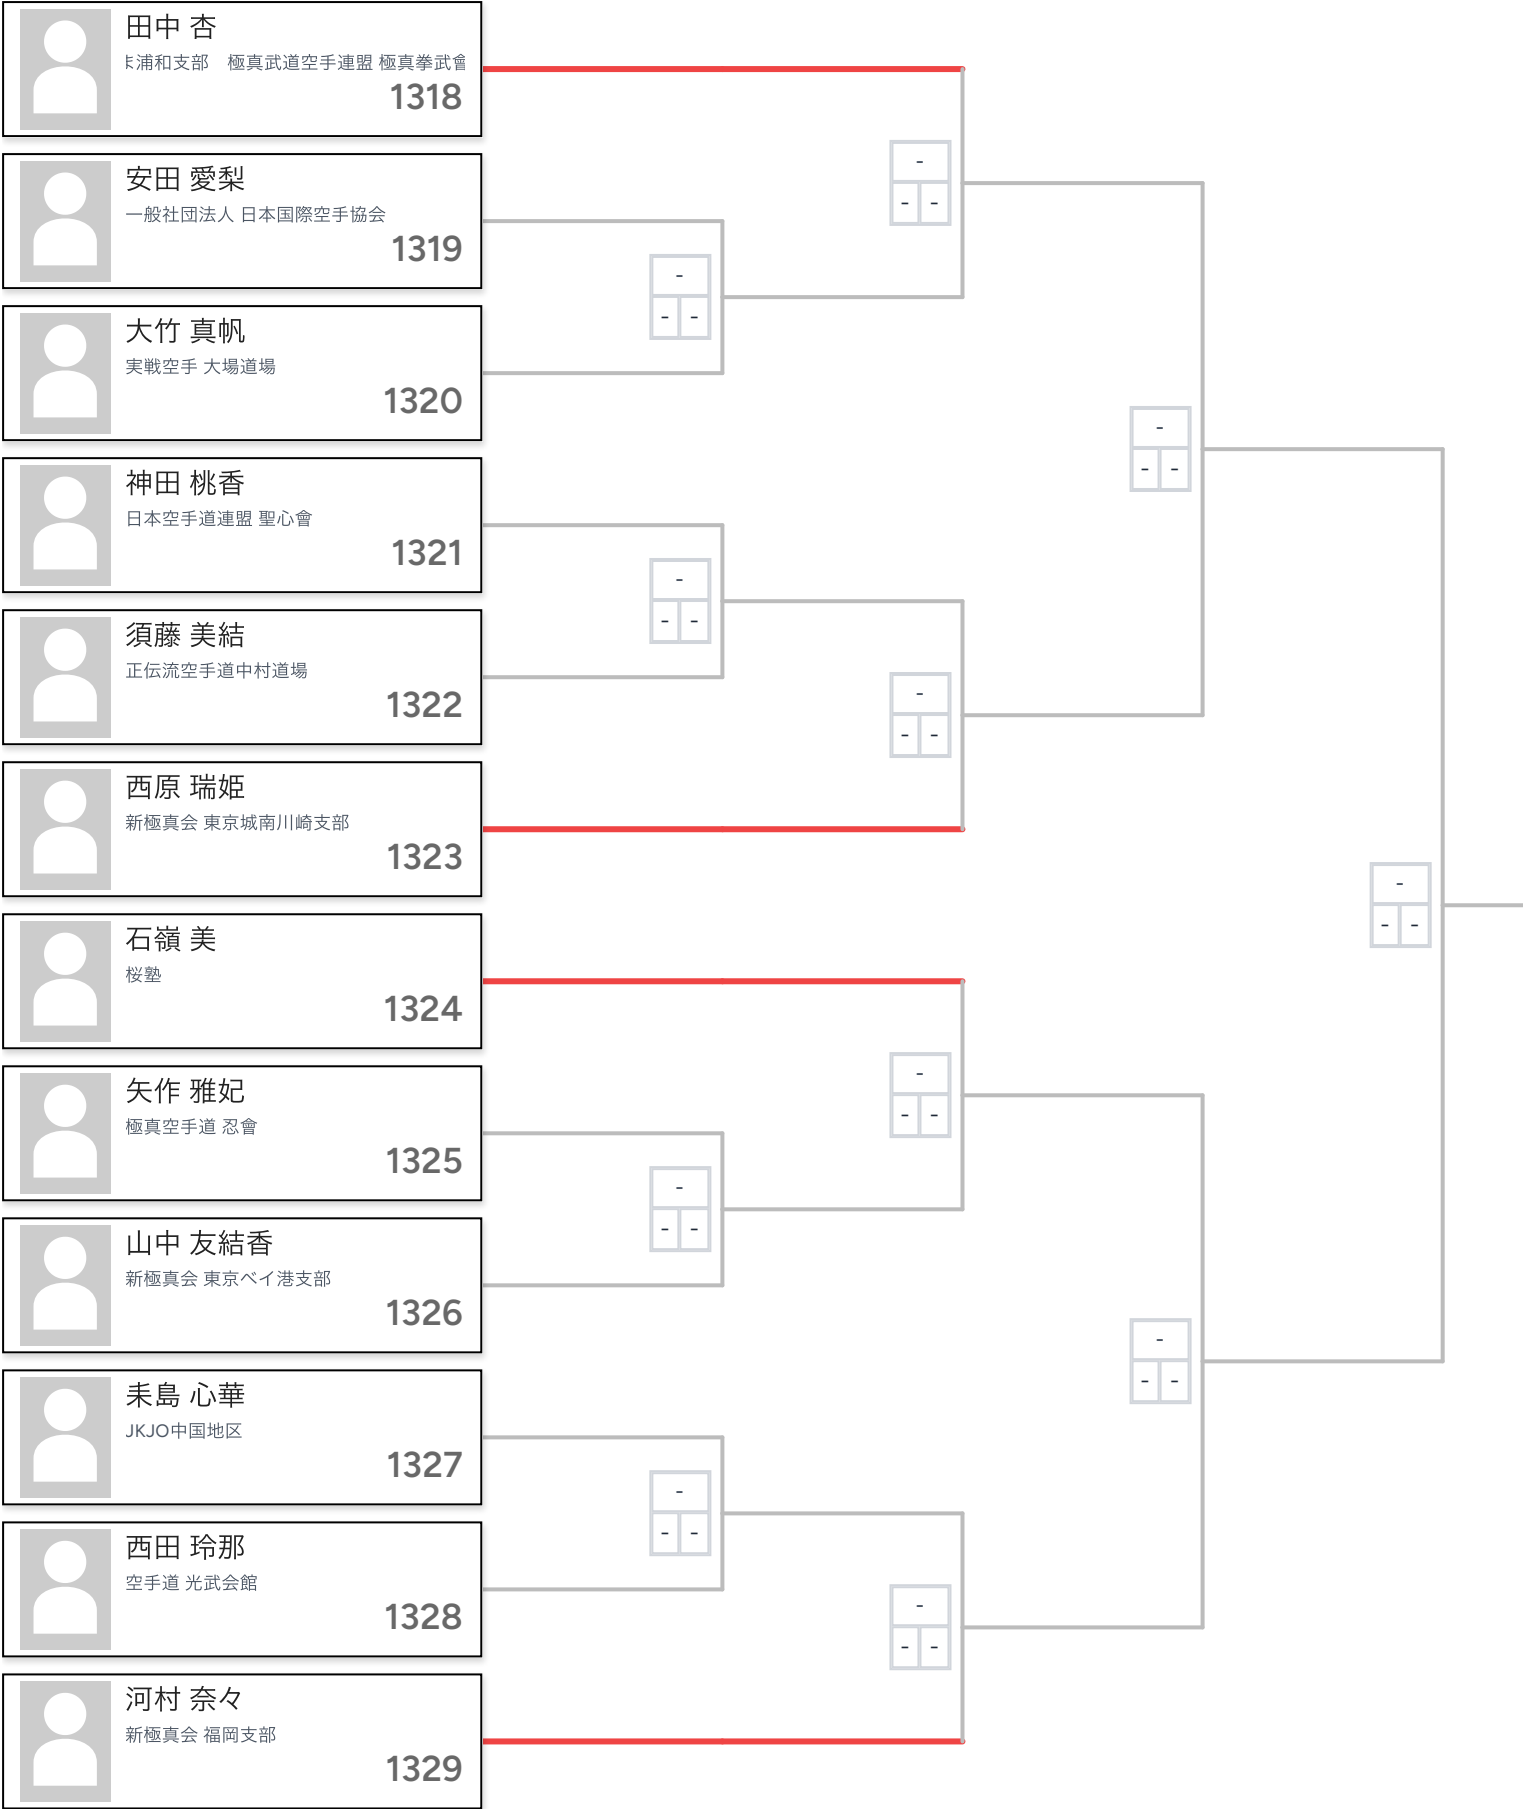 田中 杏
ま浦和支部　極真武道空手連盟 極真拳武會
1318
安田 愛梨
一般社団法人 日本国際空手協会
1319
大竹 真帆
実戦空手 大場道場
1320
神田 桃香
日本空手道連盟 聖心會
1321
須藤 美結
正伝流空手道中村道場
1322
西原 瑞姫
新極真会 東京城南川崎支部
1323
石嶺 美
桜塾
1324
矢作 雅妃
極真空手道 忍會
1325
山中 友結香
新極真会 東京ベイ港支部
1326
耒島 心華
JKJO中国地区
1327
西田 玲那
空手道 光武会館
1328
河村 奈々
新極真会 福岡支部
1329
-
- -
-
- -
-
- -
-
- -
-
- -
-
- -
-
- -
-
- -
-
- -
-
- -
-
- -